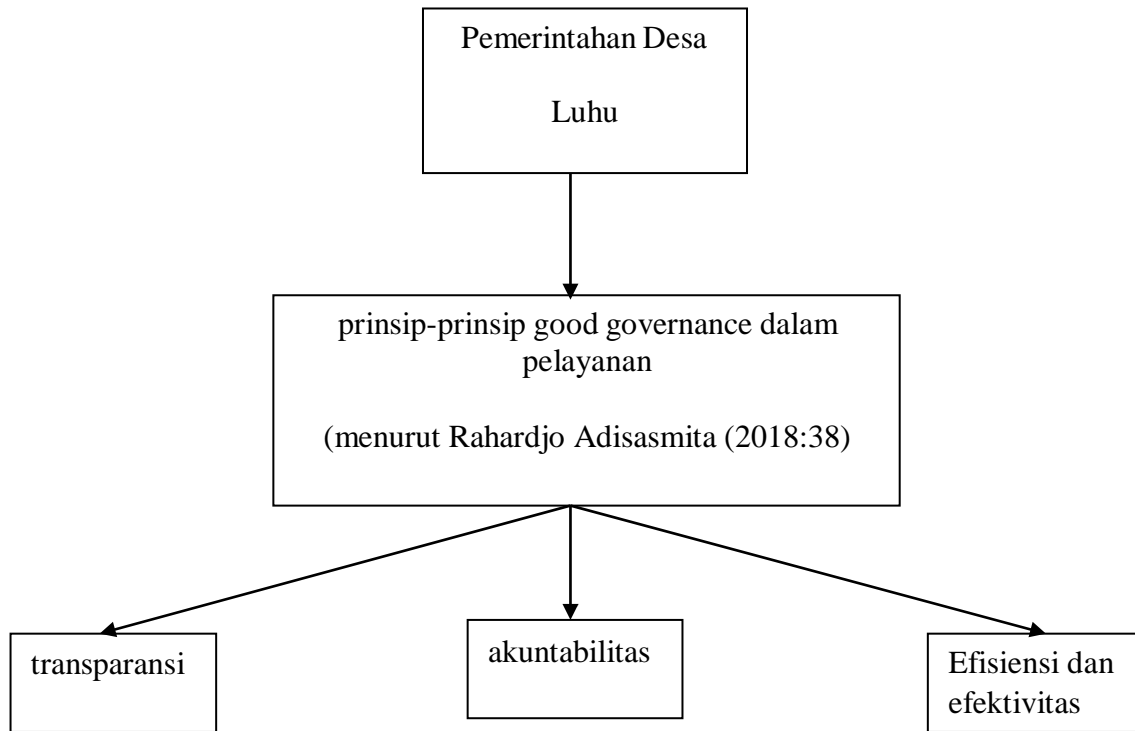 Pemerintahan Desa
Luhu
prinsip-prinsip good governance dalam
pelayanan
(menurut Rahardjo Adisasmita (2018:38)
transparansi
akuntabilitas
Efisiensi dan
efektivitas